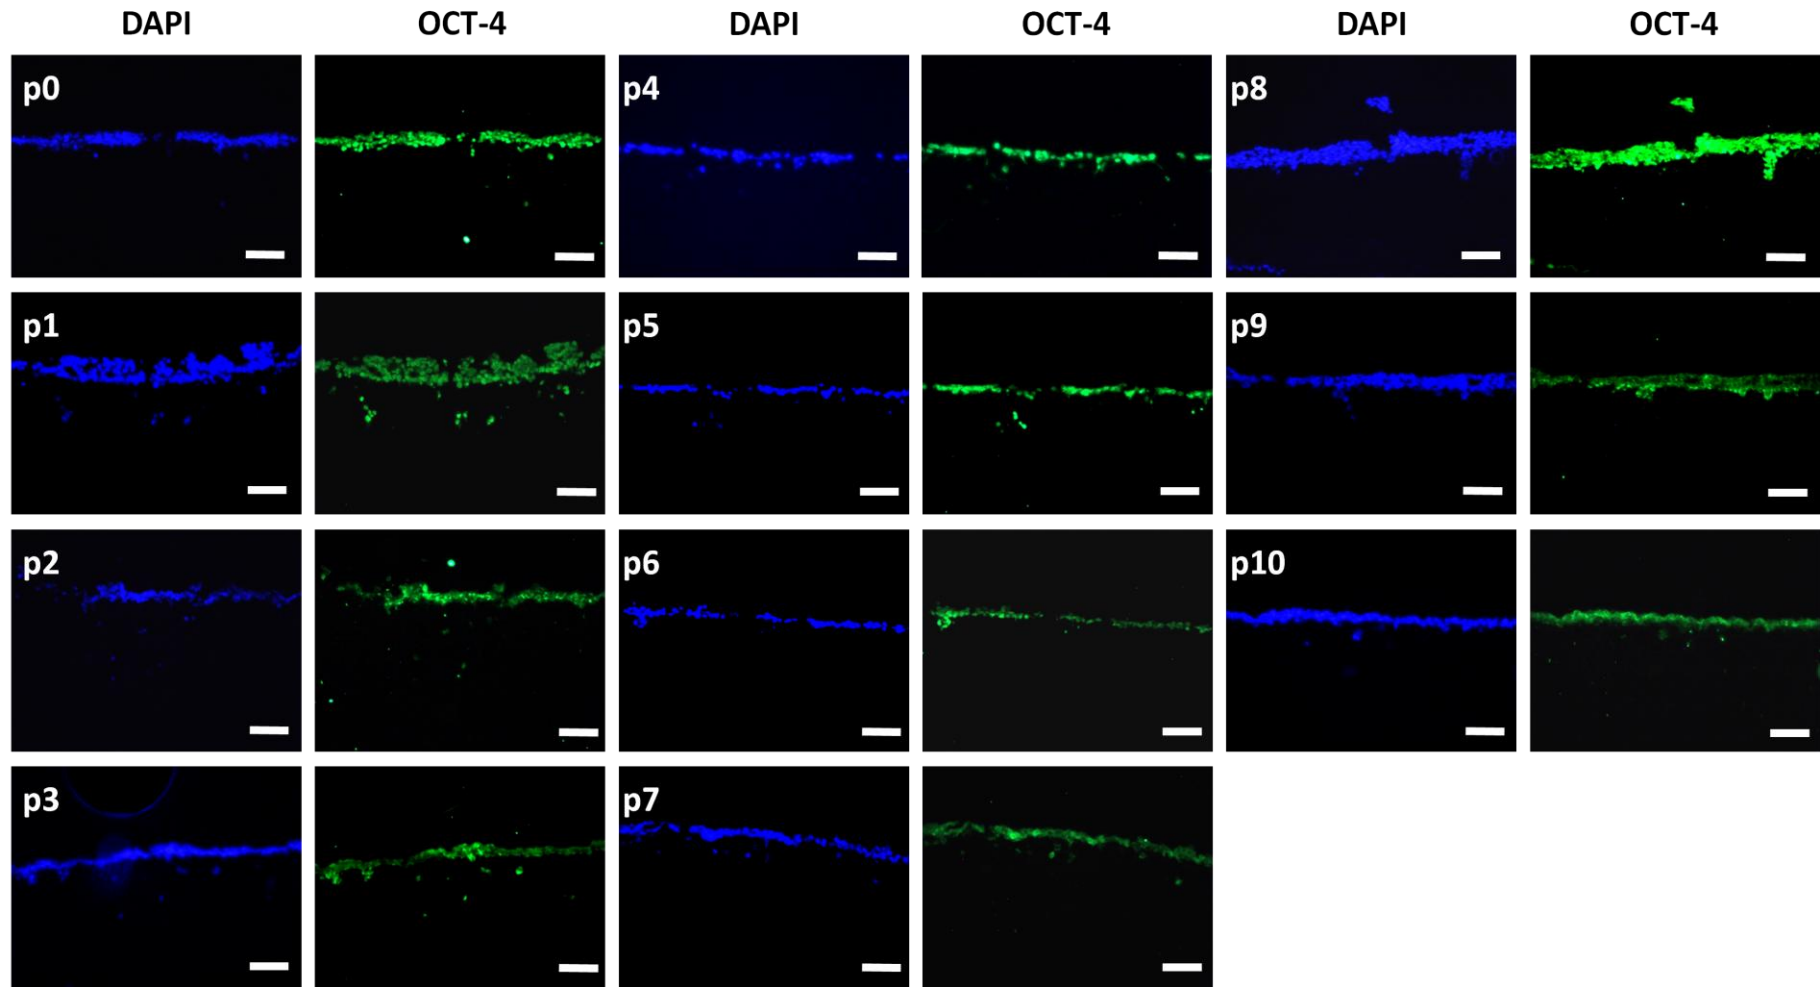 DAPI OCT-4 DAPI OCT-4 DAPI OCT-4
p0 p4 p8
p1 p5 p9
p2 p6 p10
p3 p7